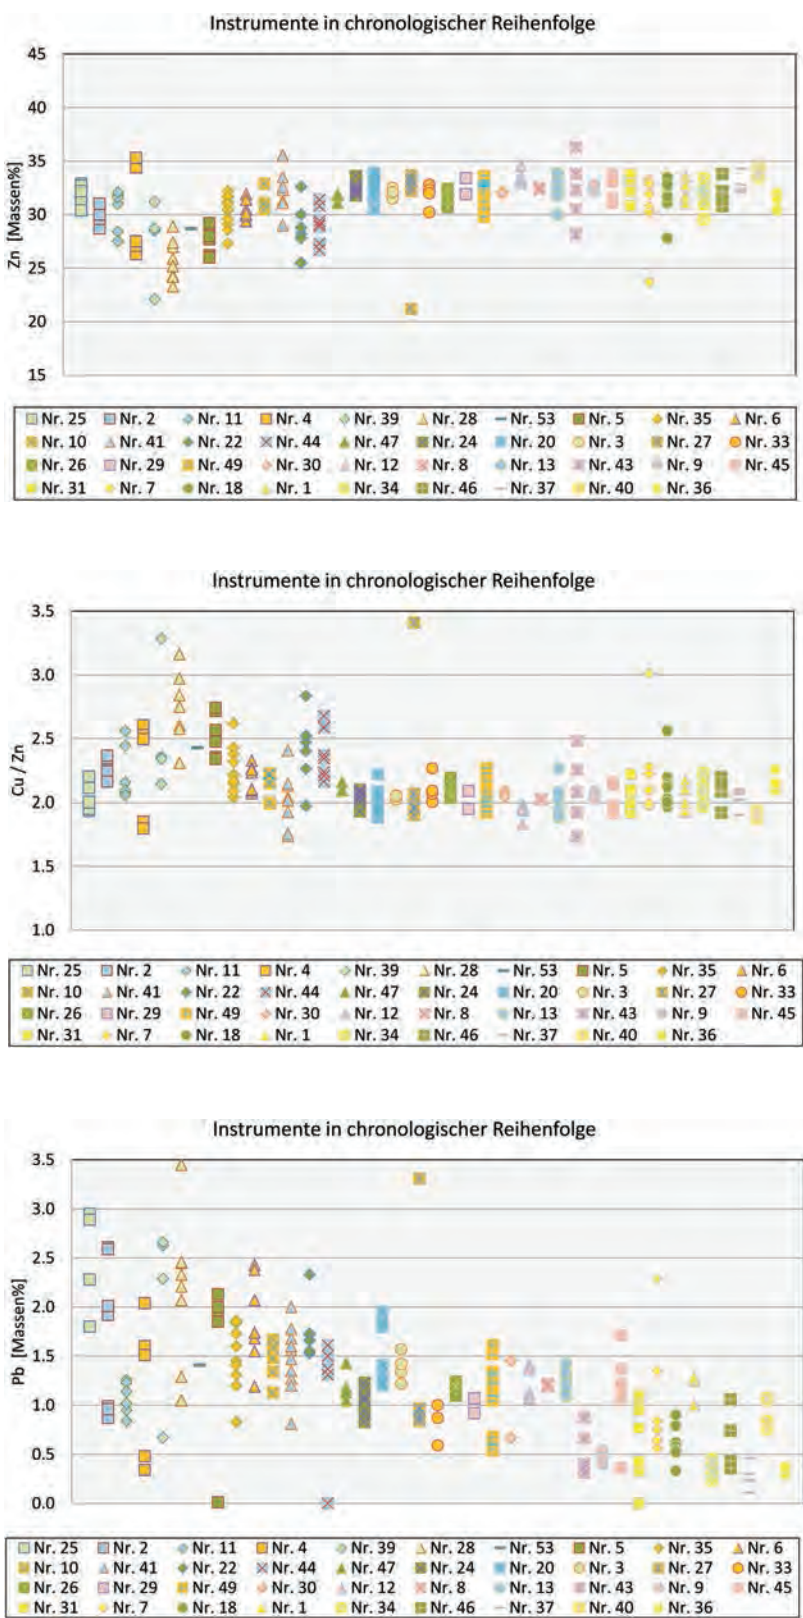 Instrumente in chronologischer Reihenfolge
45
40
35
30
25
20
15
Zn [Massen%]
Nr. 25 Nr. 2 Nr. 11 Nr. 4 Nr. 39 Nr. 28 Nr. 53 Nr. 5 Nr. 35 Nr. 6
Nr. 10 Nr. 41 Nr. 22 Nr. 44 Nr. 47 Nr. 24 Nr. 20 Nr. 3 Nr. 27 Nr. 33
Nr. 26 Nr. 29 Nr. 49 Nr. 30 Nr. 12 Nr. 8 Nr. 13 Nr. 43 Nr. 9 Nr. 45
Nr. 31 Nr. 7 Nr. 18 Nr. 1 Nr. 34 Nr. 46 Nr. 37 Nr. 40 Nr. 36
Instrumente in chronologischer Reihenfolge
3.5
3.0
2.5
2.0
1.5
1.0
Cu / Zn
Nr. 25 Nr. 2 Nr. 11 Nr. 4 Nr. 39 Nr. 28 Nr. 53 Nr. 5 Nr. 35 Nr. 6
Nr. 10 Nr. 41 Nr. 22 Nr. 44 Nr. 47 Nr. 24 Nr. 20 Nr. 3 Nr. 27 Nr. 33
Nr. 26 Nr. 29 Nr. 49 Nr. 30 Nr. 12 Nr. 8 Nr. 13 Nr. 43 Nr. 9 Nr. 45
Nr. 31 Nr. 7 Nr. 18 Nr. 1 Nr. 34 Nr. 46 Nr. 37 Nr. 40 Nr. 36
Instrumente in chronologischer Reihenfolge
3.5
3.0
2.5
2.0
1.5
1.0
0.5
0.0
Pb [Massen%]
Nr. 25 Nr. 2 Nr. 11 Nr. 4 Nr. 39 Nr. 28 Nr. 53 Nr. 5 Nr. 35 Nr. 6
Nr. 10 Nr. 41 Nr. 22 Nr. 44 Nr. 47 Nr. 24 Nr. 20 Nr. 3 Nr. 27 Nr. 33
Nr. 26 Nr. 29 Nr. 49 Nr. 30 Nr. 12 Nr. 8 Nr. 13 Nr. 43 Nr. 9 Nr. 45
Nr. 31 Nr. 7 Nr. 18 Nr. 1 Nr. 34 Nr. 46 Nr. 37 Nr. 40 Nr. 36